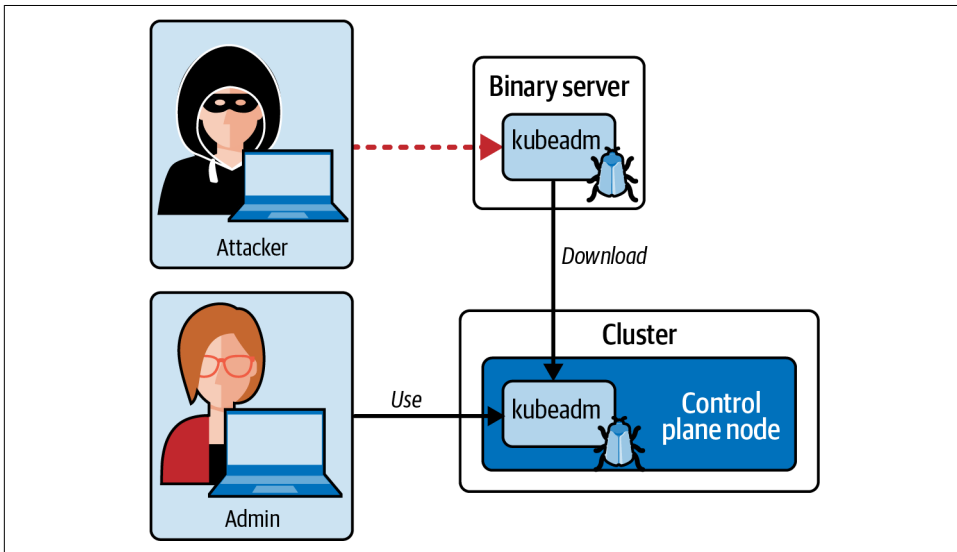 Binary server
kubeadm
Attacker
Download
Cluster
Use
kubeadm
Control
plane node
Admin